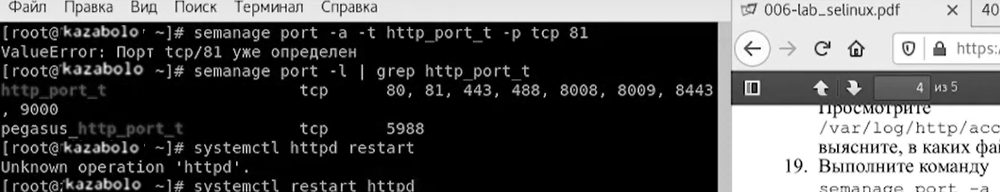 Файл Правка Вид Поиск Терминал Справка
[root@kazabolo ~]# semanage port -a -t http_port_t -p tcp 81
ValueError: Порт tcp/81 уже определен
[root@kazabolo ~]# semanage port -l | grep http_port_t
http_port_t tcp 80, 81, 443, 488, 8008, 8009, 8443
, 9000
pegasus_http_port_t tcp 5988
[root@kazabolo ~]# systemctl httpd restart
Unknown operation 'httpd'.
[root@kazabolo ~]# systemctl restart httpd
006-lab_selinux.pdf
40
https:/
4 из 5
Просмотрите
/var/log/http/acc
выясните, в каких фай
19. Выполните команду
semanage port -a